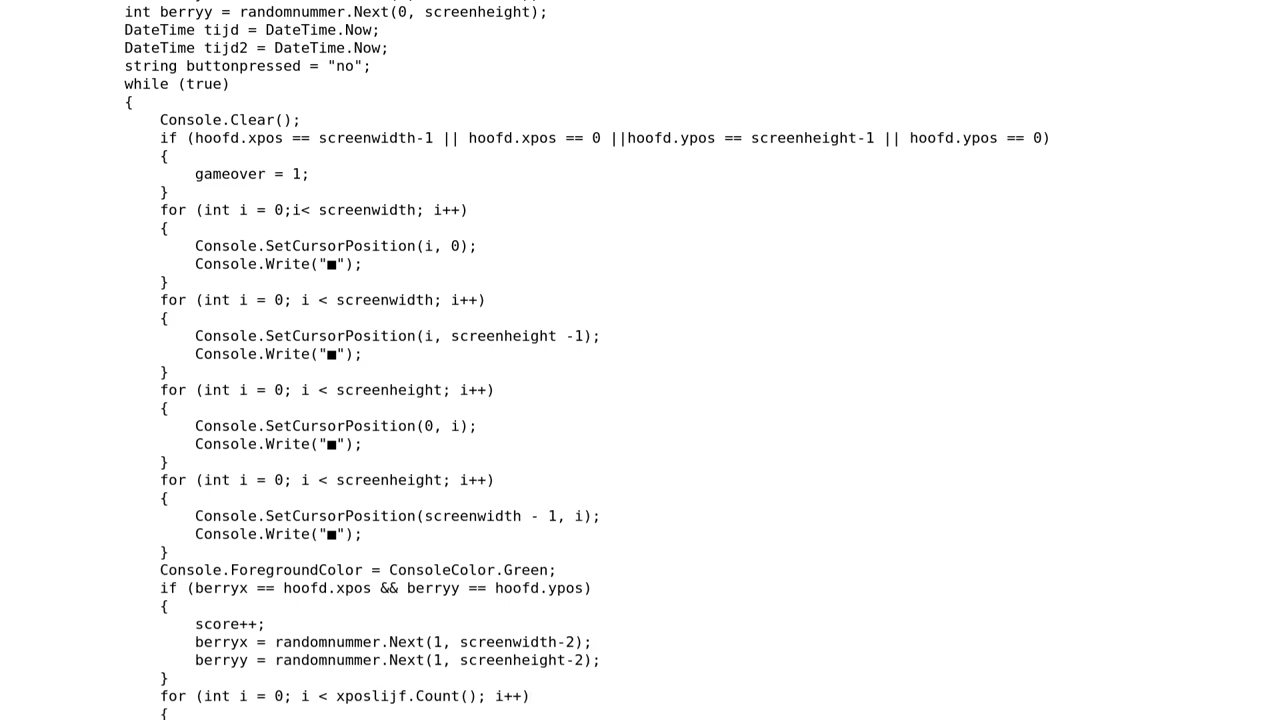 int berryy = randomnummer.Next(0, screenheight);
DateTime tijd = DateTime.Now;
DateTime tijd2 = DateTime.Now;
string buttonpressed = "no";
while (true)
{
Console.Clear();
if (hoofd.xpos == screenwidth-1 || hoofd.xpos == 0 ||hoofd.ypos == screenheight-1 || hoofd.ypos == 0)
{
gameover = 1;
}
for (int i = 0;i< screenwidth; i++)
{
Console.SetCursorPosition(i, 0);
Console.Write("■");
}
for (int i = 0; i < screenwidth; i++)
{
Console.SetCursorPosition(i, screenheight -1);
Console.Write("■");
}
for (int i = 0; i < screenheight; i++)
{
Console.SetCursorPosition(0, i);
Console.Write("■");
}
for (int i = 0; i < screenheight; i++)
{
Console.SetCursorPosition(screenwidth - 1, i);
Console.Write("■");
}
Console.ForegroundColor = ConsoleColor.Green;
if (berryx == hoofd.xpos && berryy == hoofd.ypos)
{
score++;
berryx = randomnummer.Next(1, screenwidth-2);
berryy = randomnummer.Next(1, screenheight-2);
}
for (int i = 0; i < xposlijf.Count(); i++)
{